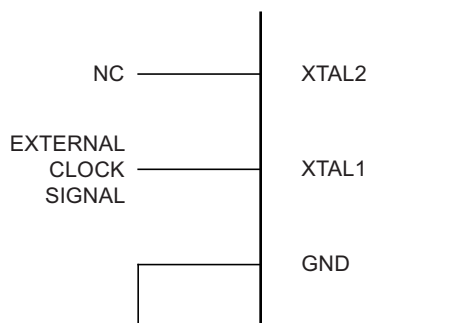 NC XTAL2
EXTERNAL
CLOCK XTAL1
SIGNAL
GND